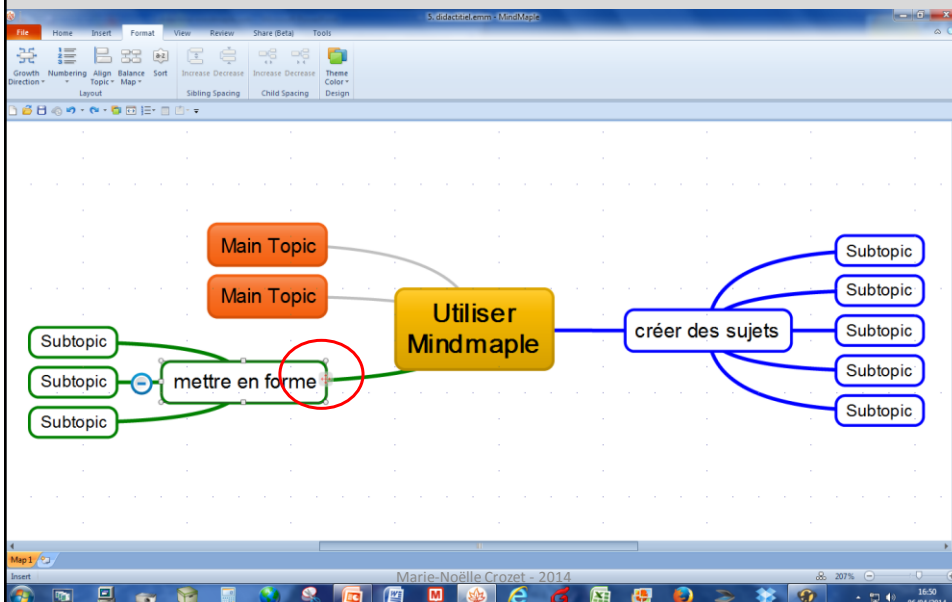 5. didactitiel.emm - MindMaple
File Home Insert Format View Review Share (Beta) Tools
Growth Direction Numbering Align Topic Balance Map Sort Increase Decrease Increase Decrease Theme Color
Layout Sibling Spacing Child Spacing Design
Main Topic
Main Topic
Utiliser
Mindmaple
créer des sujets
Subtopic
Subtopic
Subtopic
Subtopic
Subtopic
mettre en forme
Subtopic
Subtopic
Subtopic
Map 1
Insert
Marie-Noëlle Crozet - 2014
207%
16:50